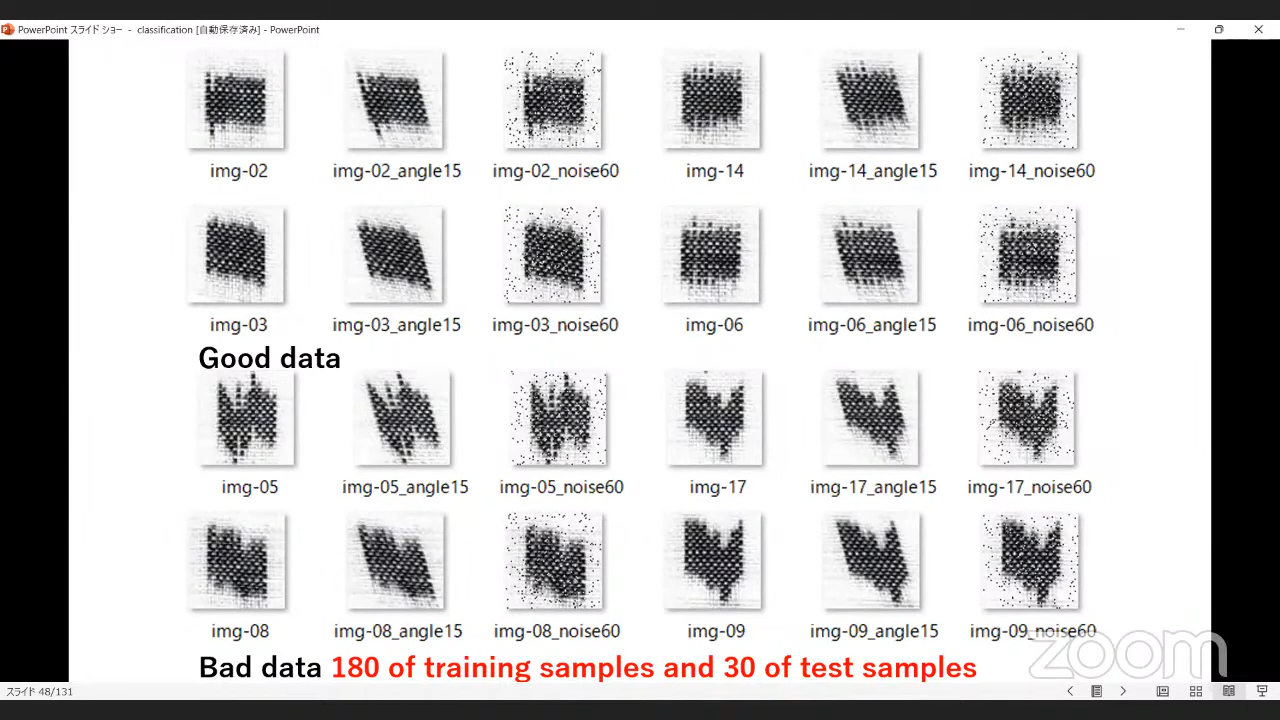 PowerPoint スライド ショー - classification [自動保存済み] - PowerPoint
img-02 img-02_angle15 img-02_noise60 img-14 img-14_angle15 img-14_noise60
img-03 img-03_angle15 img-03_noise60 img-06 img-06_angle15 img-06_noise60
Good data
img-05 img-05_angle15 img-05_noise60 img-17 img-17_angle15 img-17_noise60
img-08 img-08_angle15 img-08_noise60 img-09 img-09_angle15 img-09_noise60
Bad data 180 of training samples and 30 of test samples
zoom
スライド 48/131